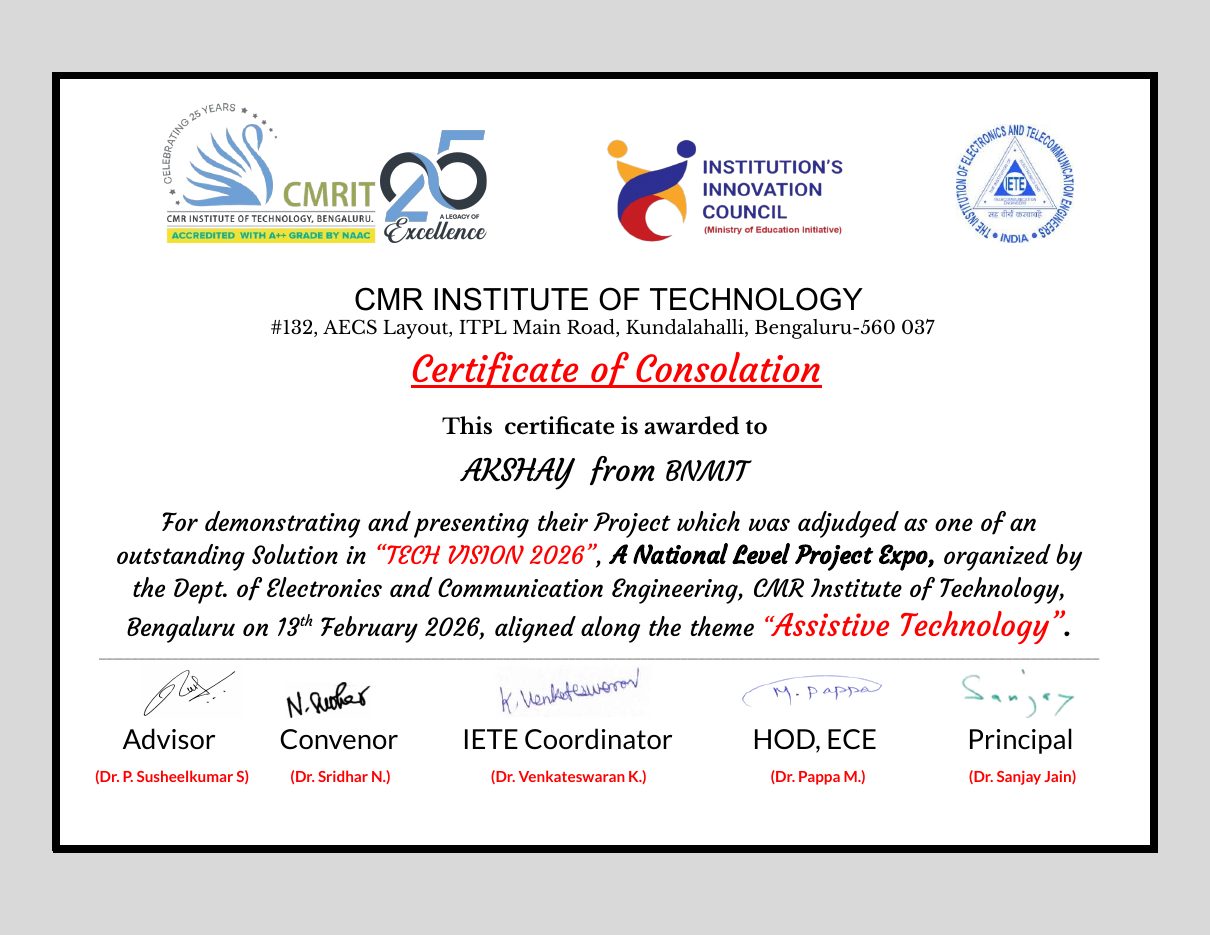 CELEBRATING 25 YEARS
CMRIT
CMR INSTITUTE OF TECHNOLOGY, BENGALURU.
ACCREDITED WITH A++ GRADE BY NAAC
25
A LEGACY OF
Excellence
INSTITUTION'S
INNOVATION
COUNCIL
(Ministry of Education Initiative)
THE INSTITUTION OF ELECTRONICS AND TELECOMMUNICATION ENGINEERS
IETE
सह वीर्यं करवावहै
• INDIA •
CMR INSTITUTE OF TECHNOLOGY
#132, AECS Layout, ITPL Main Road, Kundalahalli, Bengaluru-560 037
Certificate of Consolation
This certificate is awarded to
AKSHAY from BNMIT
For demonstrating and presenting their Project which was adjudged as one of an
outstanding Solution in “TECH VISION 2026”, A National Level Project Expo, organized by
the Dept. of Electronics and Communication Engineering, CMR Institute of Technology,
Bengaluru on 13th February 2026, aligned along the theme “Assistive Technology”.
K. Venkateswaran
M. Pappa
Sanjay
Advisor
Convenor
IETE Coordinator
HOD, ECE
Principal
(Dr. P. Susheelkumar S)
(Dr. Sridhar N.)
(Dr. Venkateswaran K.)
(Dr. Pappa M.)
(Dr. Sanjay Jain)